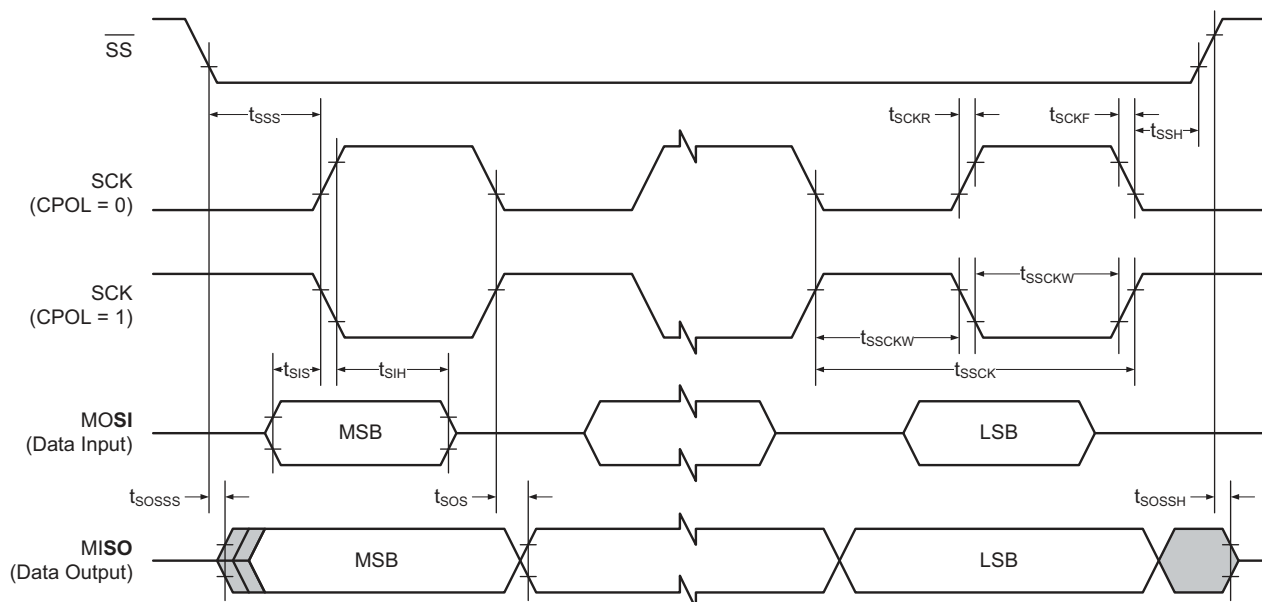 SS
tSSS
tSCKR
tSCKF
tSSH
SCK
(CPOL = 0)
SCK
(CPOL = 1)
tSSCKW
tSSCKW
tSIS
tSIH
tSSCK
MOSI
(Data Input)
MSB
LSB
tSOSSS
tSOS
tSOSSH
MISO
(Data Output)
MSB
LSB